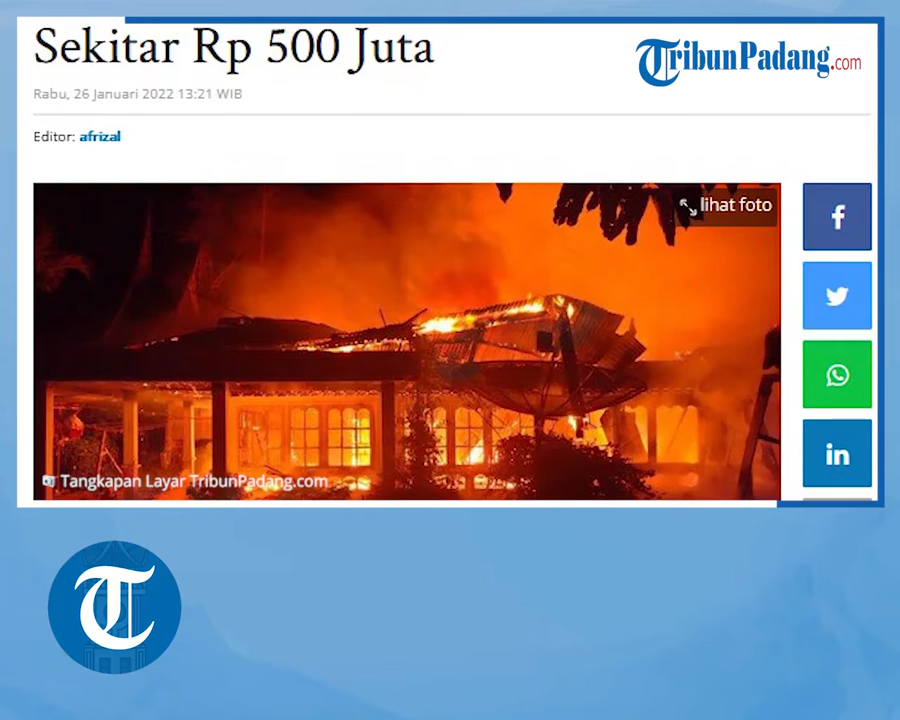 Sekitar Rp 500 Juta
TribunPadang.com
Rabu, 26 Januari 2022 13:21 WIB
Editor: afrizal
lihat foto
Tangkapan Layar TribunPadang.com
T